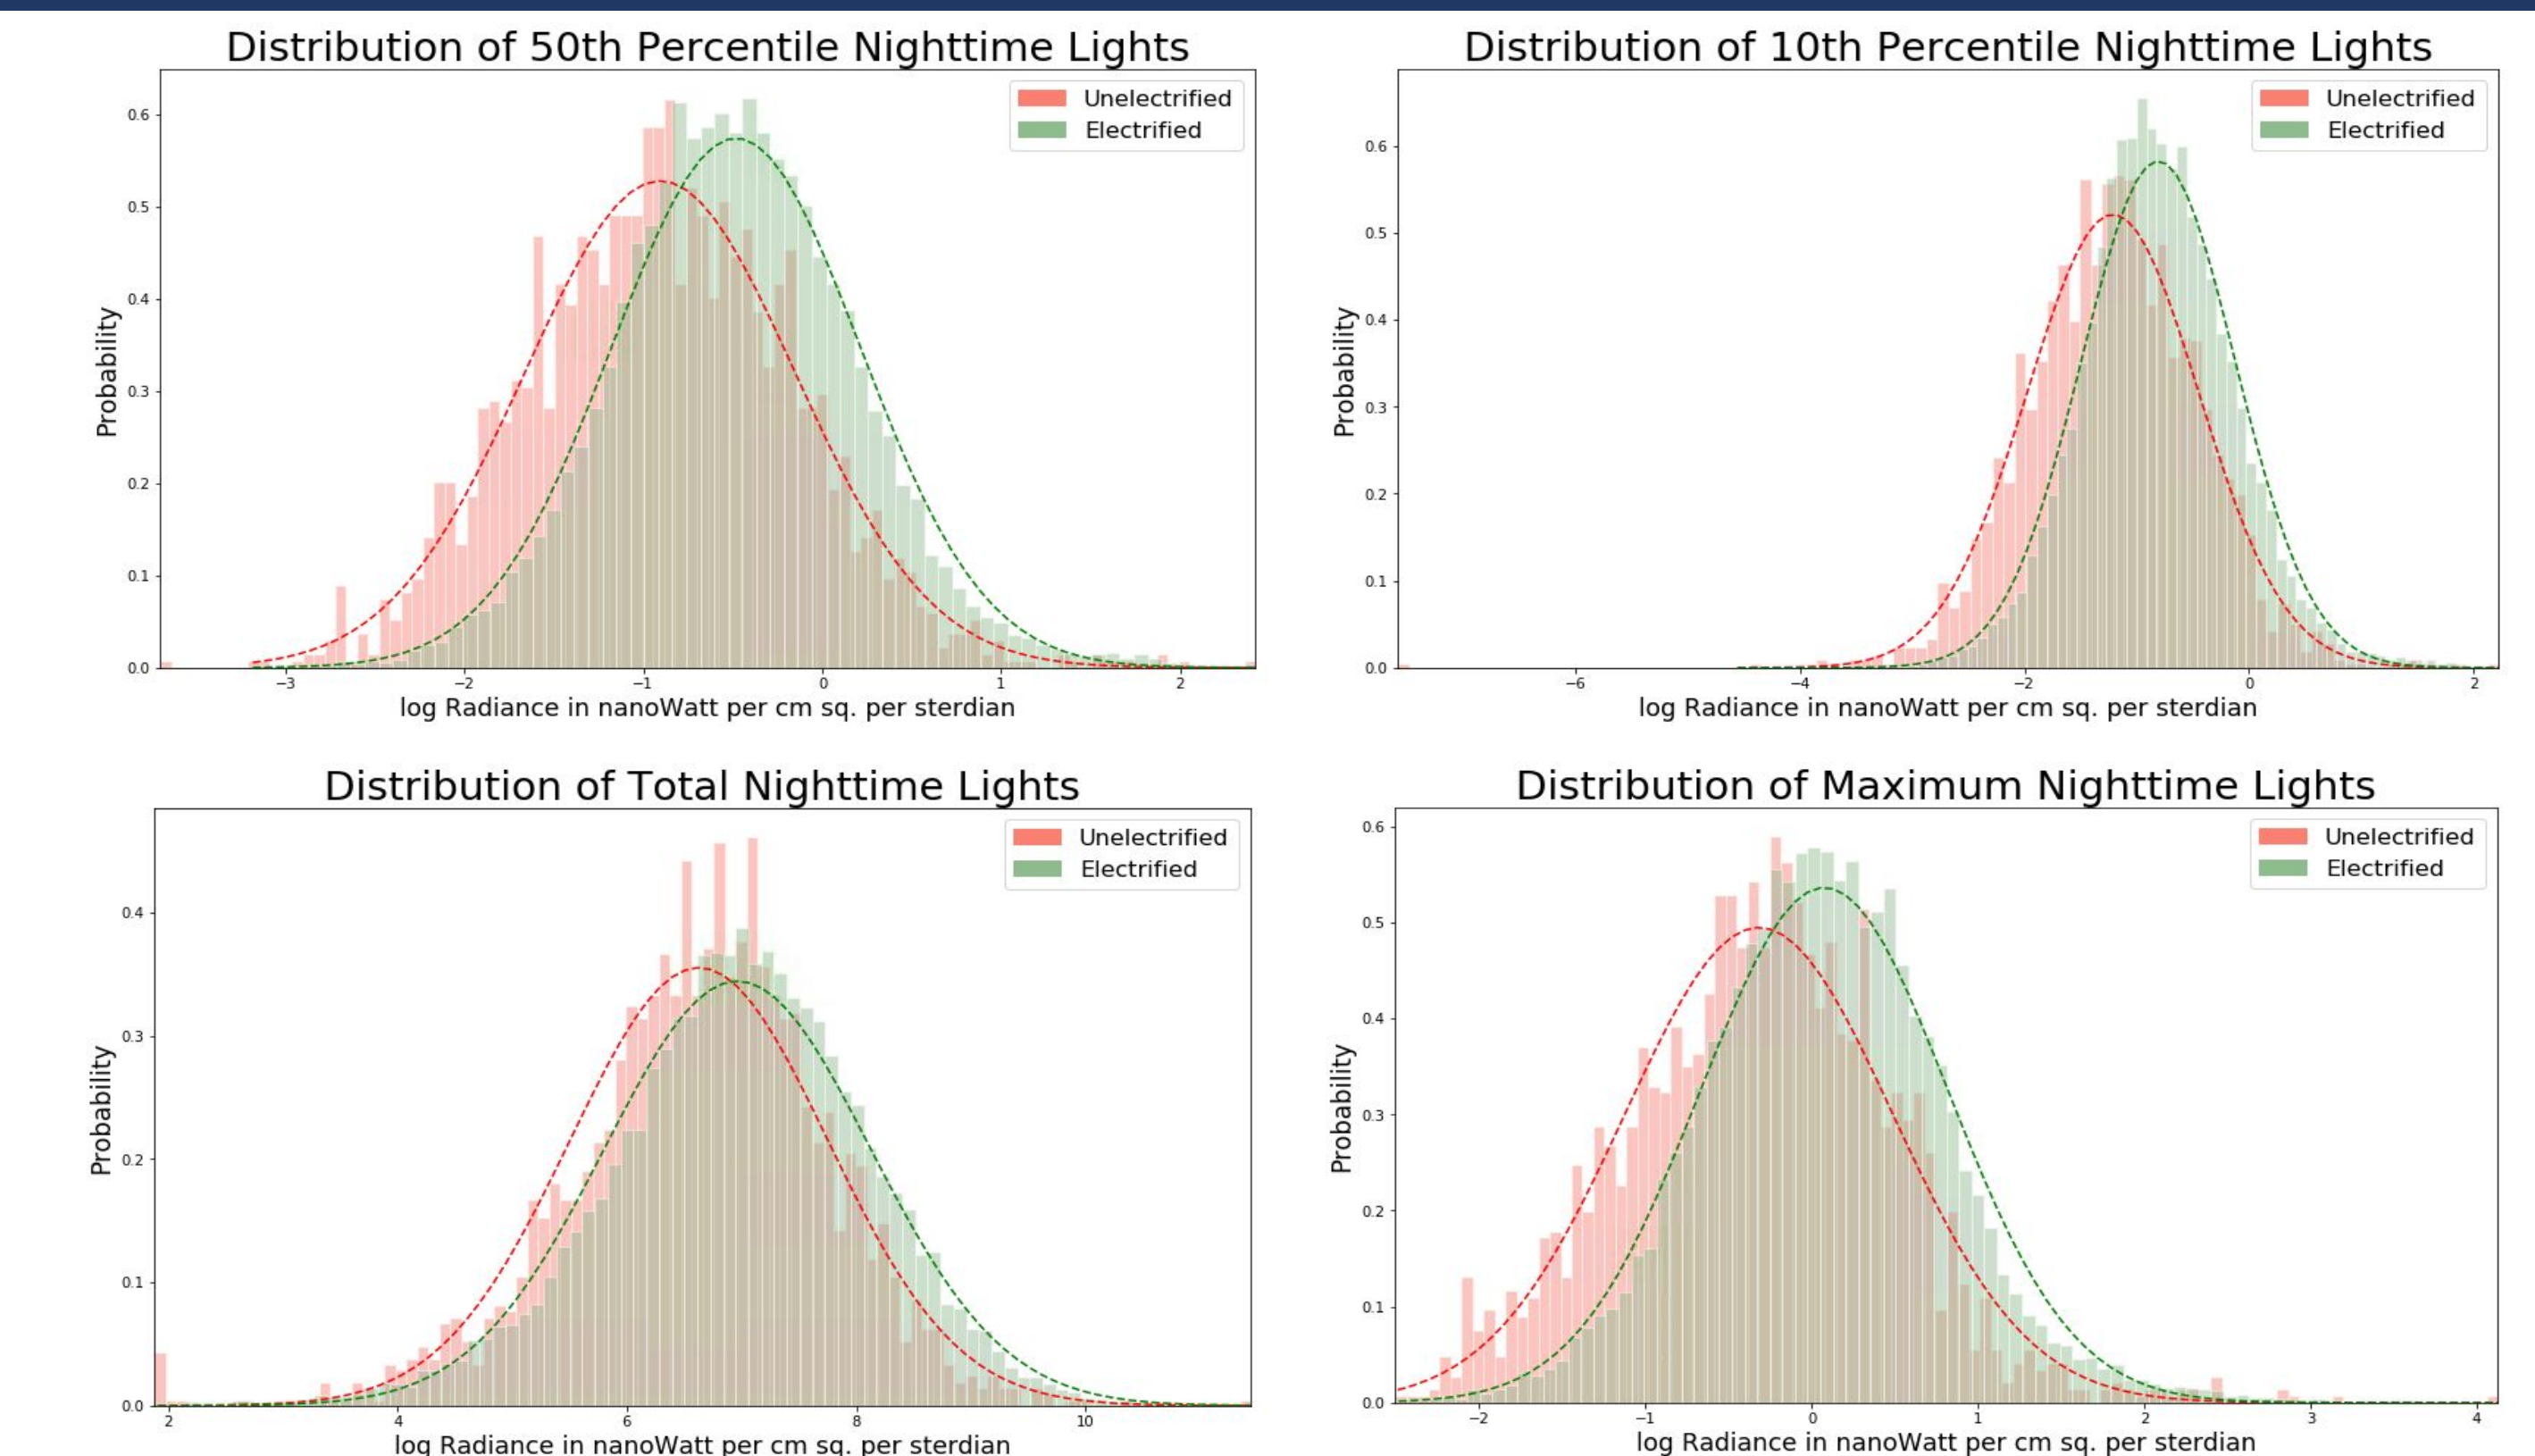 Distribution of 50th Percentile Nighttime Lights
Unelectrified
Electrified
Probability
0.6
0.5
0.4
0.3
0.2
0.1
0.0
−3 −2 −1 0 1 2
log Radiance in nanoWatt per cm sq. per sterdian
Distribution of 10th Percentile Nighttime Lights
Unelectrified
Electrified
Probability
0.6
0.5
0.4
0.3
0.2
0.1
0.0
−6 −4 −2 0 2
log Radiance in nanoWatt per cm sq. per sterdian
Distribution of Total Nighttime Lights
Unelectrified
Electrified
Probability
0.4
0.3
0.2
0.1
0.0
2 4 6 8 10
log Radiance in nanoWatt per cm sq. per sterdian
Distribution of Maximum Nighttime Lights
Unelectrified
Electrified
Probability
0.6
0.5
0.4
0.3
0.2
0.1
0.0
−2 −1 0 1 2 3 4
log Radiance in nanoWatt per cm sq. per sterdian